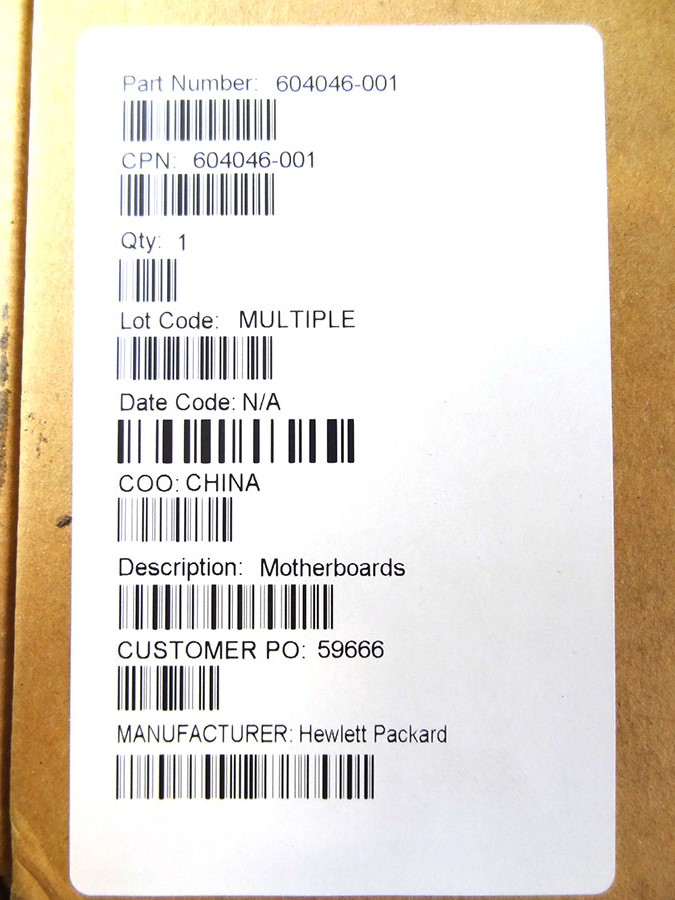 Part Number: 604046-001
CPN: 604046-001
Qty: 1
Lot Code: MULTIPLE
Date Code: N/A
COO: CHINA
Description: Motherboards
CUSTOMER PO: 59666
MANUFACTURER: Hewlett Packard